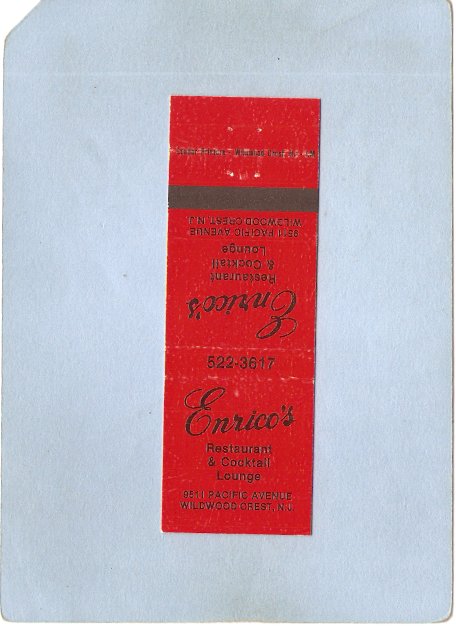 9511 PACIFIC AVENUE
WILDWOOD CREST, N.J.
Enrico's
Restaurant
& Cocktail
Lounge
522-3617
Enrico's
Restaurant
& Cocktail
Lounge
9511 PACIFIC AVENUE
WILDWOOD CREST, N.J.